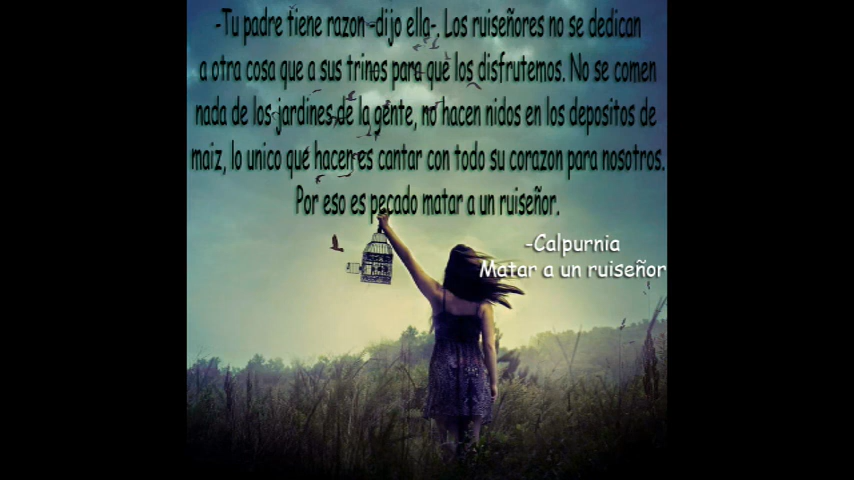 -Tu padre tiene razon -dijo ella-. Los ruiseñores no se dedican
a otra cosa que a sus trinos para que los disfrutemos. No se comen
nada de los jardines de la gente, no hacen nidos en los depositos de
maiz, lo unico que hacen es cantar con todo su corazon para nosotros.
Por eso es pecado matar a un ruiseñor.
-Calpurnia
Matar a un ruiseñor